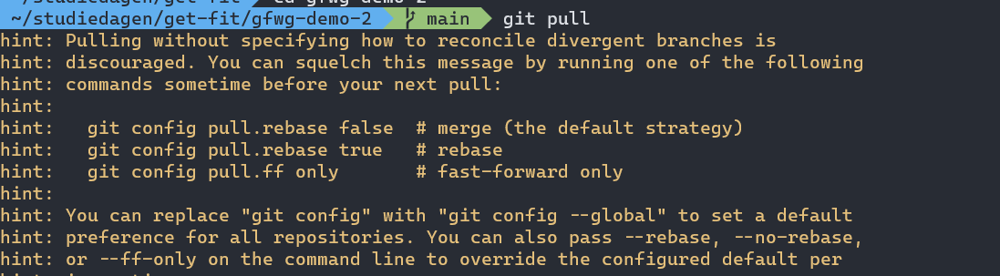 ~/studiedagen/get-fit/gfwg-demo-2 main git pull
hint: Pulling without specifying how to reconcile divergent branches is
hint: discouraged. You can squelch this message by running one of the following
hint: commands sometime before your next pull:
hint:
hint:   git config pull.rebase false  # merge (the default strategy)
hint:   git config pull.rebase true   # rebase
hint:   git config pull.ff only       # fast-forward only
hint:
hint: You can replace "git config" with "git config --global" to set a default
hint: preference for all repositories. You can also pass --rebase, --no-rebase,
hint: or --ff-only on the command line to override the configured default per